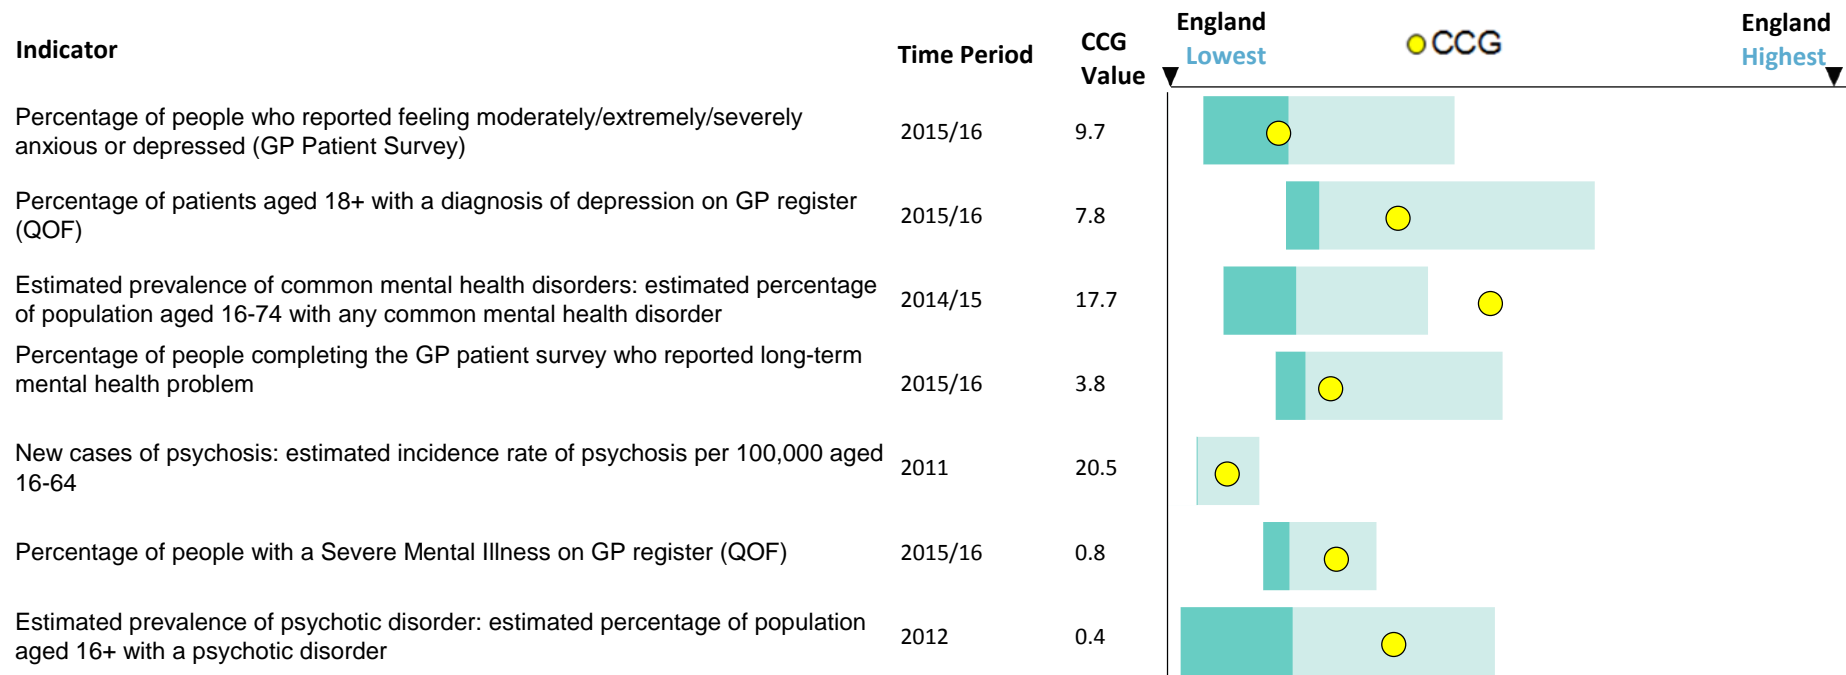 Indicator
Time Period
CCG
Value
England
Lowest
CCG
England
Highest
Percentage of people who reported feeling moderately/extremely/severely
anxious or depressed (GP Patient Survey)
2015/16
9.7
Percentage of patients aged 18+ with a diagnosis of depression on GP register
(QOF)
2015/16
7.8
Estimated prevalence of common mental health disorders: estimated percentage
of population aged 16-74 with any common mental health disorder
2014/15
17.7
Percentage of people completing the GP patient survey who reported long-term
mental health problem
2015/16
3.8
New cases of psychosis: estimated incidence rate of psychosis per 100,000 aged
16-64
2011
20.5
Percentage of people with a Severe Mental Illness on GP register (QOF)
2015/16
0.8
Estimated prevalence of psychotic disorder: estimated percentage of population
aged 16+ with a psychotic disorder
2012
0.4